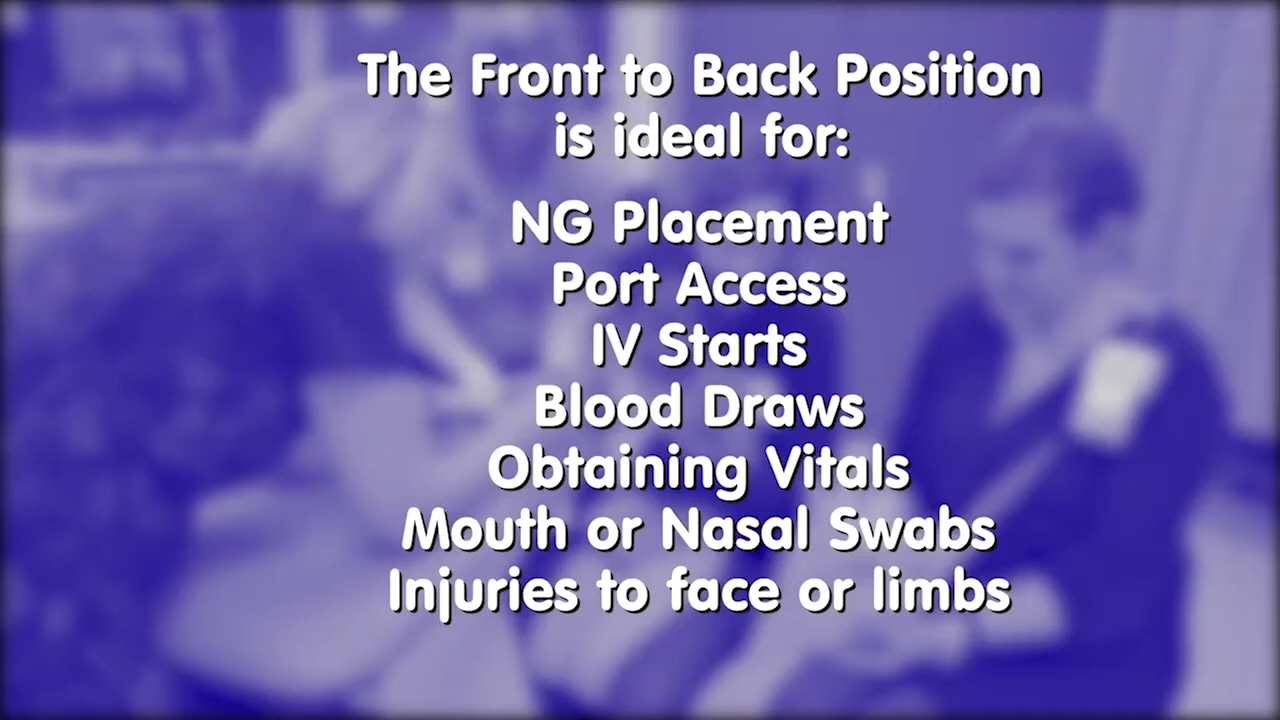 The Front to Back Position
is ideal for:
NG Placement
Port Access
IV Starts
Blood Draws
Obtaining Vitals
Mouth or Nasal Swabs
Injuries to face or limbs